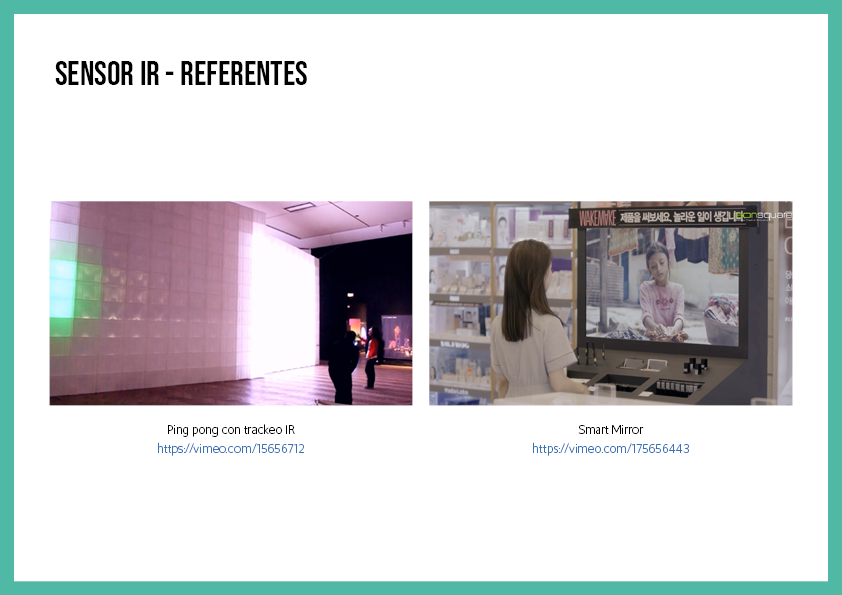 SENSOR IR - REFERENTES
WAKEMAKE 제품을 써보세요, 놀라운 일이 생깁니다
Ping pong con trackeo IR
https://vimeo.com/15656712
Smart Mirror
https://vimeo.com/175656443